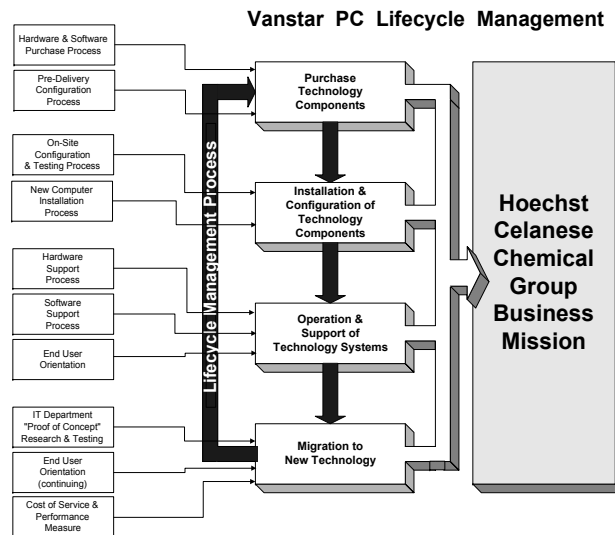 Vanstar PC Lifecycle Management
Hardware & Software
Purchase Process
Pre-Delivery
Configuration
Process
On-Site
Configuration
& Testing Process
New Computer
Installation
Process
Hardware
Support
Process
Software
Support
Process
End User
Orientation
IT Department
"Proof of Concept"
Research & Testing
End User
Orientation
(continuing)
Cost of Service &
Performance
Measure
Lifecycle Management Process
Purchase
Technology
Components
Installation &
Configuration of
Technology
Components
Operation &
Support of
Technology Systems
Migration to
New Technology
Hoechst
Celanese
Chemical
Group
Business
Mission